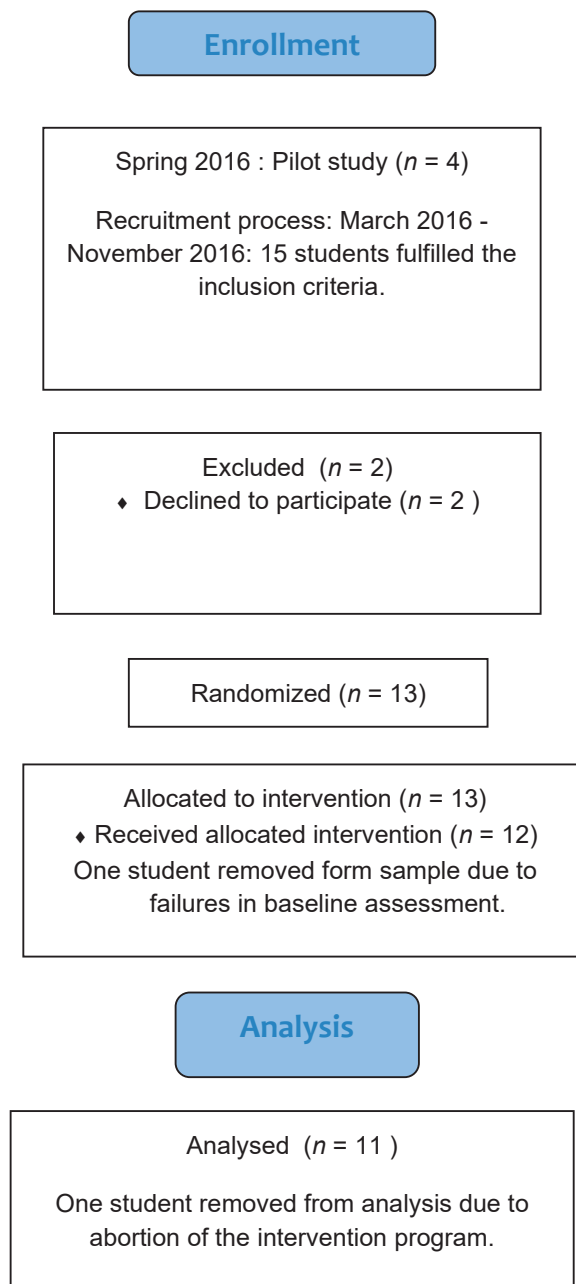 Enrollment
Spring 2016 : Pilot study (n = 4)
Recruitment process: March 2016 -
November 2016: 15 students fulfilled the
inclusion criteria.
Excluded (n = 2)
♦ Declined to participate (n = 2 )
Randomized (n = 13)
Allocated to intervention (n = 13)
♦ Received allocated intervention (n = 12)
One student removed form sample due to
failures in baseline assessment.
Analysis
Analysed (n = 11 )
One student removed from analysis due to
abortion of the intervention program.